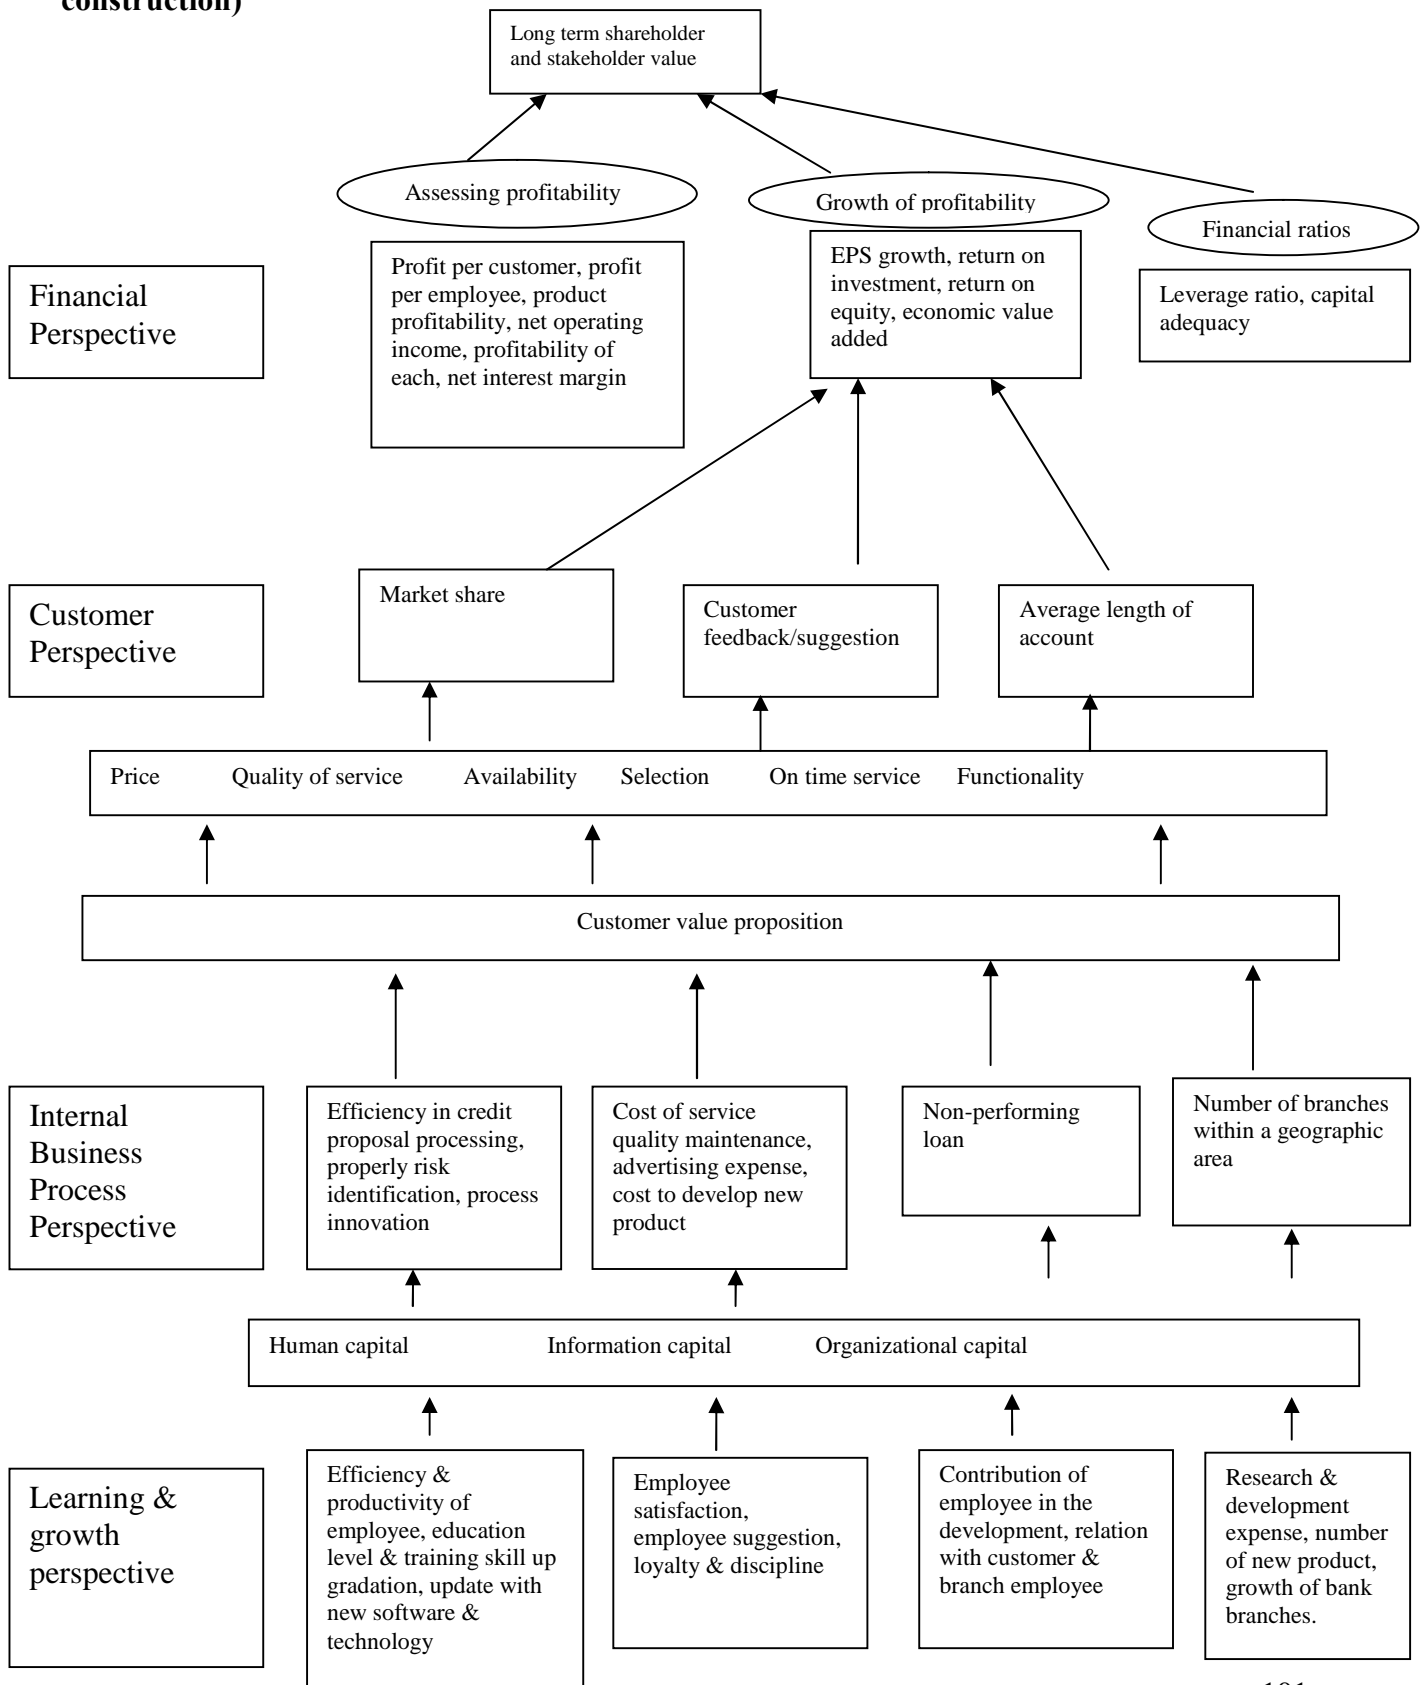 construction)
Long term shareholder
and stakeholder value
Assessing profitability
Growth of profitability
Financial ratios
Financial
Perspective
Profit per customer, profit
per employee, product
profitability, net operating
income, profitability of
each, net interest margin
EPS growth, return on
investment, return on
equity, economic value
added
Leverage ratio, capital
adequacy
Customer
Perspective
Market share
Customer
feedback/suggestion
Average length of
account
Price Quality of service Availability Selection On time service Functionality
Customer value proposition
Internal
Business
Process
Perspective
Efficiency in credit
proposal processing,
properly risk
identification, process
innovation
Cost of service
quality maintenance,
advertising expense,
cost to develop new
product
Non-performing
loan
Number of branches
within a geographic
area
Human capital Information capital Organizational capital
Learning &
growth
perspective
Efficiency &
productivity of
employee, education
level & training skill up
gradation, update with
new software &
technology
Employee
satisfaction,
employee suggestion,
loyalty & discipline
Contribution of
employee in the
development, relation
with customer &
branch employee
Research &
development
expense, number
of new product,
growth of bank
branches.